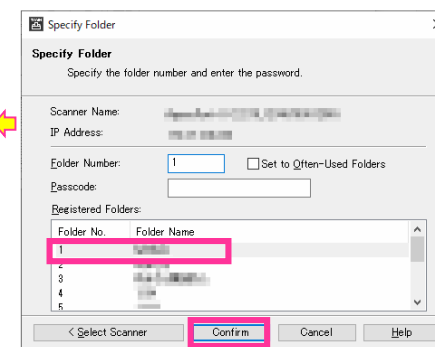 Specify Folder
Specify Folder
Specify the folder number and enter the password.
Scanner Name:
IP Address:
Folder Number: 1 Set to Often-Used Folders
Passcode:
Registered Folders:
Folder No. Folder Name
1
2
3
4
5
< Select Scanner Confirm Cancel Help